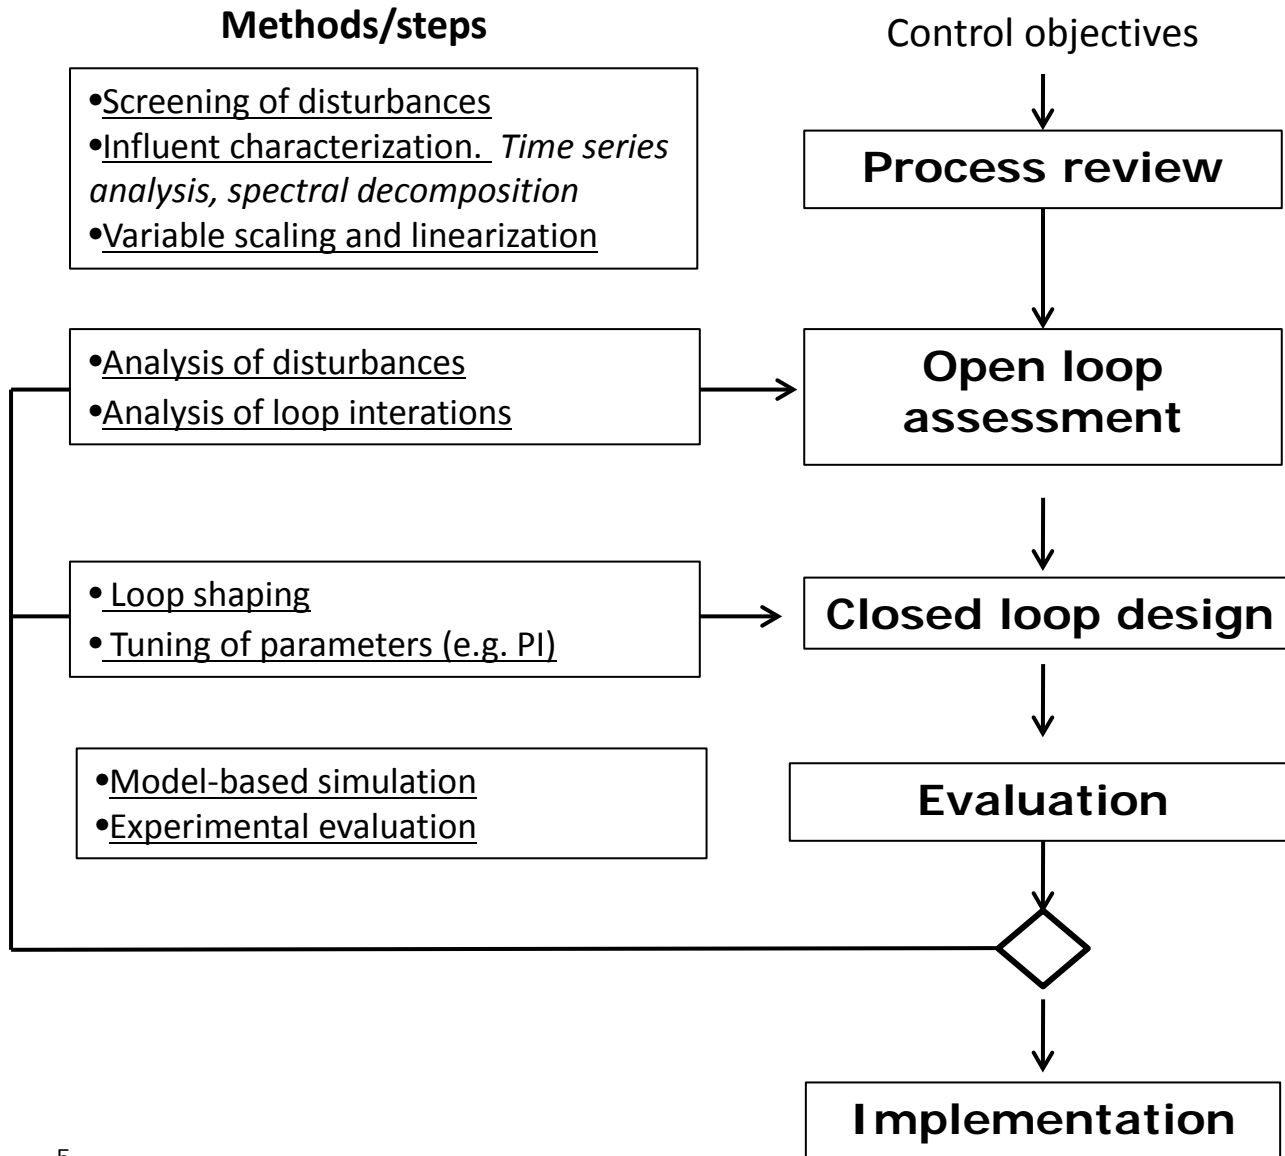 Methods/steps
Control objectives
•Screening of disturbances
•Influent characterization. Time series
analysis, spectral decomposition
•Variable scaling and linearization
Process review
•Analysis of disturbances
•Analysis of loop interations
Open loop
assessment
• Loop shaping
• Tuning of parameters (e.g. PI)
Closed loop design
•Model-based simulation
•Experimental evaluation
Evaluation
Implementation
5